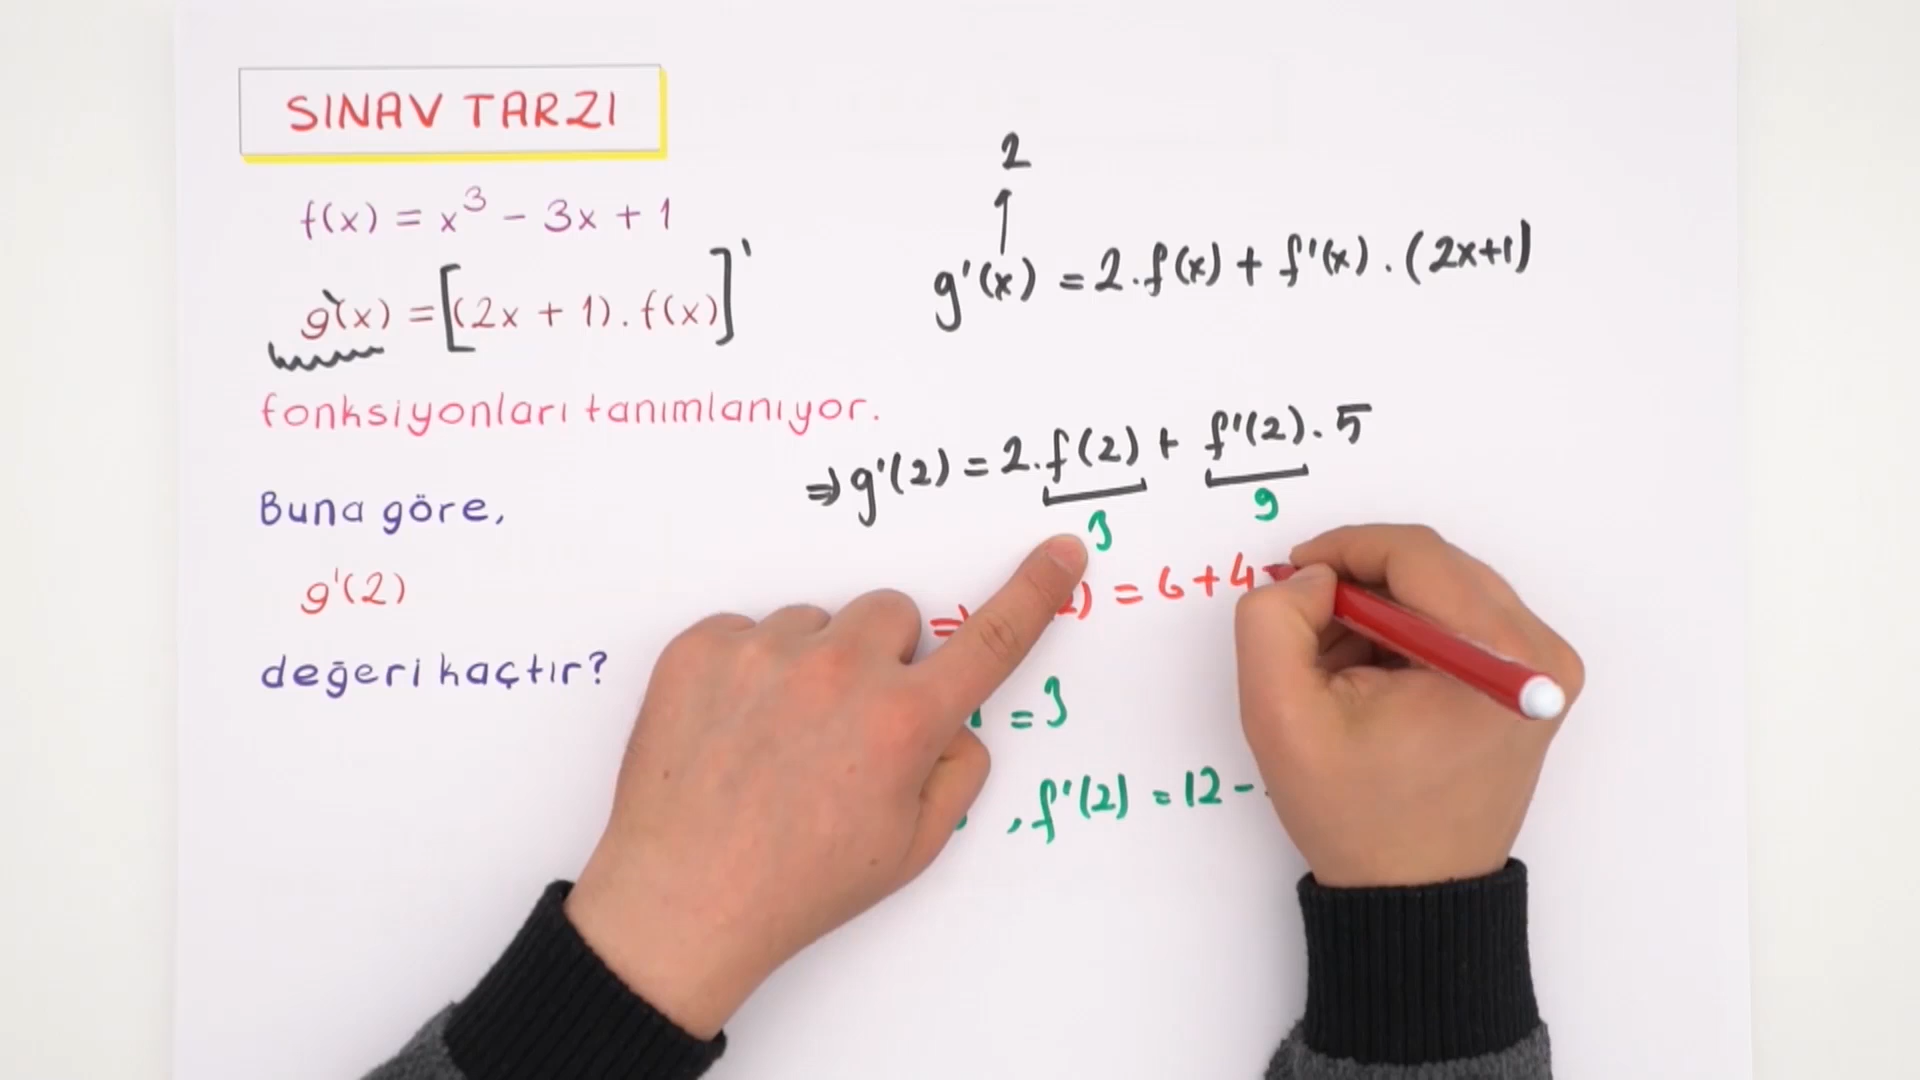 SINAV TARZI
f(x) = x³ - 3x + 1
g'(x) = [(2x + 1) . f(x)]'
fonksiyonları tanımlanıyor.
Buna göre,
g'(2)
değeri kaçtır?
2
↑
g'(x) = 2.f(x) + f'(x) . (2x+1)
⇒ g'(2) = 2.f(2) + f'(2) . 5
3 9
⇒ 2) = 6 + 4
= 3
, f'(2) = 12 -